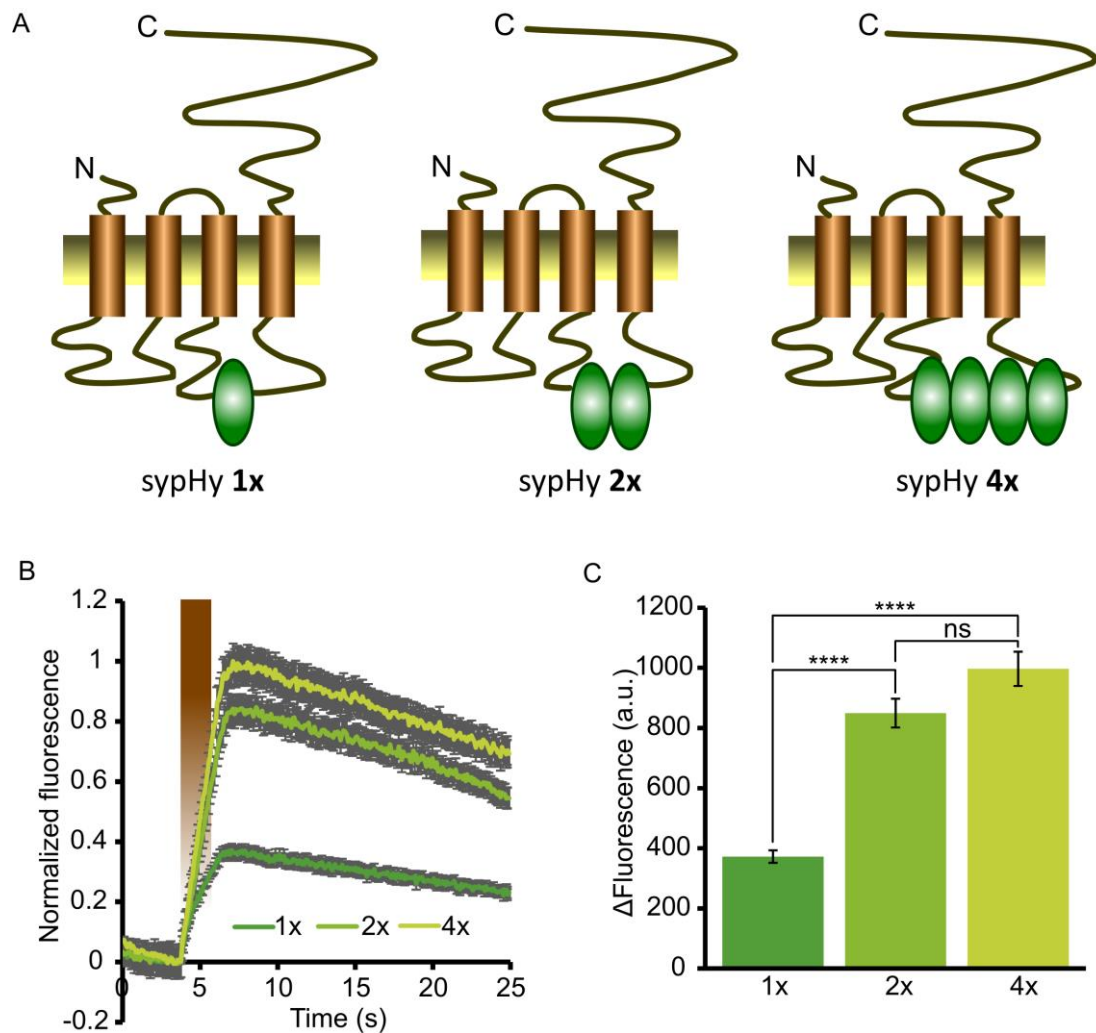 A
C
C
C
N
N
N
sypHy 1x
sypHy 2x
sypHy 4x
B
Normalized fluorescence
1.2
1
0.8
0.6
0.4
0.2
0
-0.2
0
5
10
15
20
25
1x
2x
4x
Time (s)
C
ΔFluorescence (a.u.)
1200
1000
800
600
400
200
0
****
ns
****
1x
2x
4x